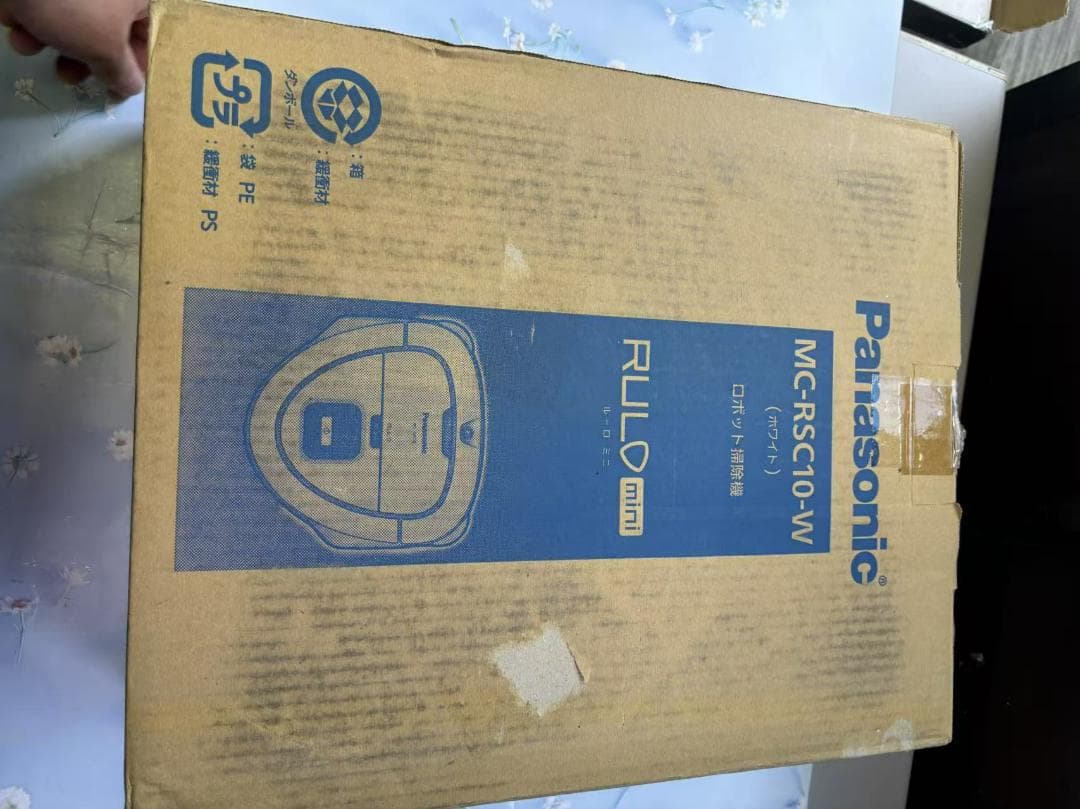 Panasonic®
MC-RSC10-W
(ホワイト)
ロボット掃除機
RULO mini
ルーロ ミニ
Panasonic
ダンボール
:箱
:緩衝材
プラ
:袋 PE
:緩衝材 PS